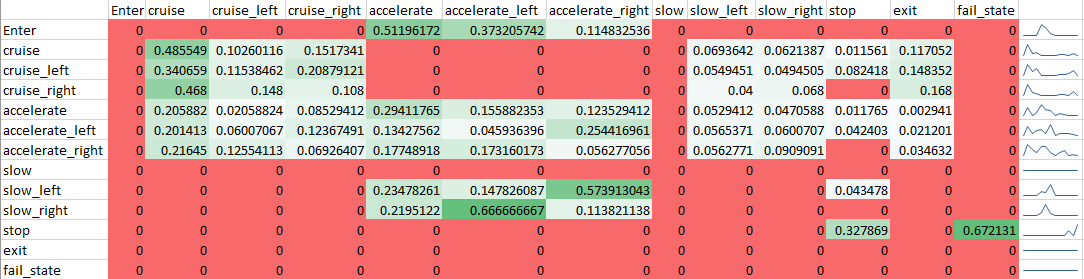 Enter cruise cruise_left cruise_right accelerate accelerate_left accelerate_right slow slow_left slow_right stop exit fail_state
Enter 0 0 0 0 0.51196172 0.373205742 0.114832536 0 0 0 0 0 0
cruise 0 0.485549 0.10260116 0.1517341 0 0 0 0 0.0693642 0.0621387 0.011561 0.117052 0
cruise_left 0 0.340659 0.11538462 0.20879121 0 0 0 0 0.0549451 0.0494505 0.082418 0.148352 0
cruise_right 0 0.468 0.148 0.108 0 0 0 0 0.04 0.068 0 0.168 0
accelerate 0 0.205882 0.02058824 0.08529412 0.29411765 0.155882353 0.123529412 0 0.0529412 0.0470588 0.011765 0.002941 0
accelerate_left 0 0.201413 0.06007067 0.12367491 0.13427562 0.045936396 0.254416961 0 0.0565371 0.0600707 0.042403 0.021201 0
accelerate_right 0 0.21645 0.12554113 0.06926407 0.17748918 0.173160173 0.056277056 0 0.0562771 0.0909091 0 0.034632 0
slow 0 0 0 0 0 0 0 0 0 0 0 0 0
slow_left 0 0 0 0 0.23478261 0.147826087 0.573913043 0 0 0 0.043478 0 0
slow_right 0 0 0 0 0.2195122 0.666666667 0.113821138 0 0 0 0 0 0
stop 0 0 0 0 0 0 0 0 0 0 0.327869 0 0.672131
exit 0 0 0 0 0 0 0 0 0 0 0 0 0
fail_state 0 0 0 0 0 0 0 0 0 0 0 0 0